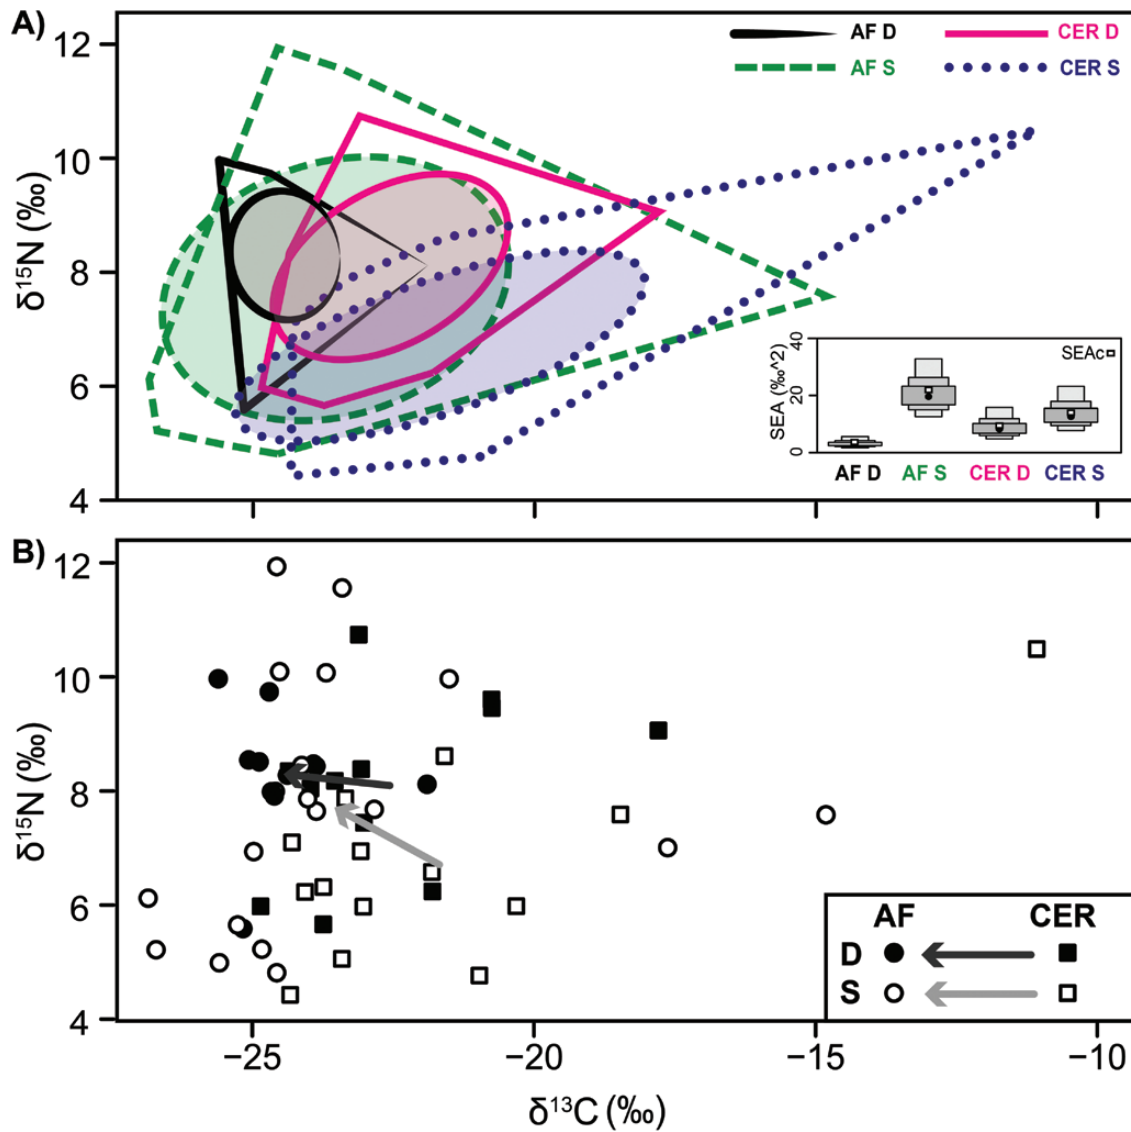 A)
AF D CER D
AF S CER S
12
10
8
6
4
δ¹⁵N (‰)
40
20
0
SEA (‰^2)
SEAc
AF D AF S CER D CER S
B)
12
10
8
6
4
δ¹⁵N (‰)
AF CER
D
S
−25 −20 −15 −10
δ¹³C (‰)